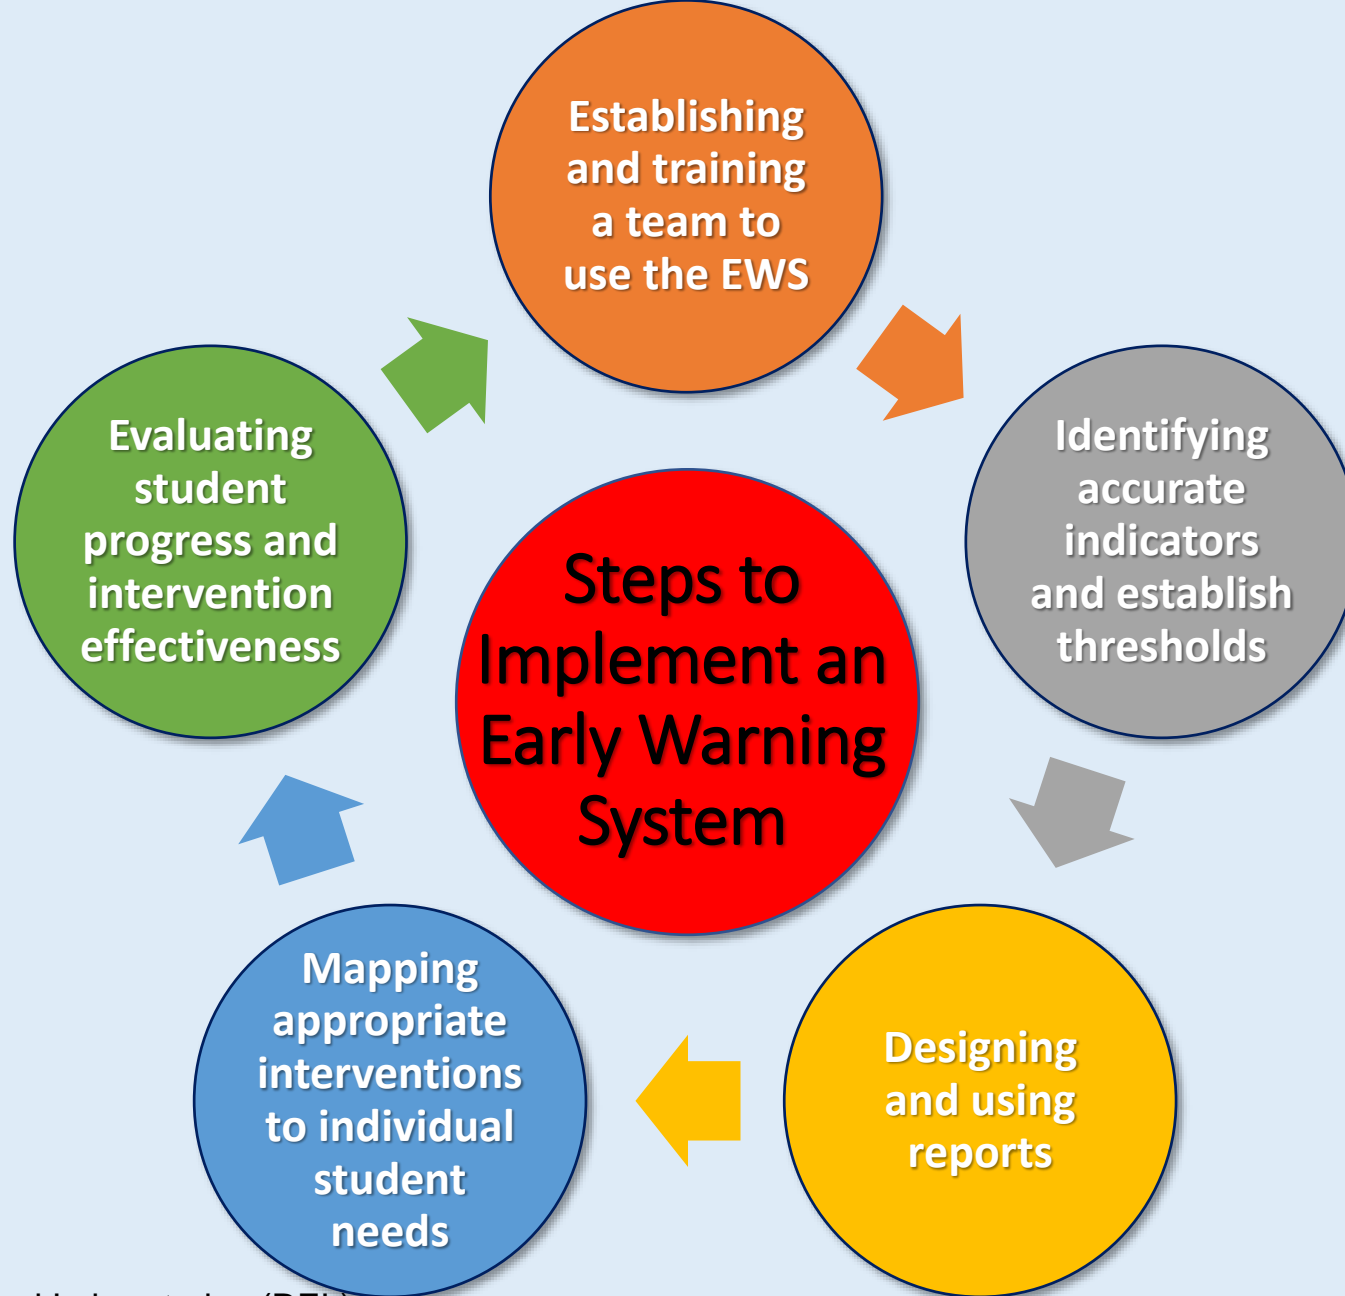 Establishing
and training
a team to
use the EWS
Identifying
accurate
indicators
and establish
thresholds
Designing
and using
reports
Mapping
appropriate
interventions
to individual
student
needs
Evaluating
student
progress and
intervention
effectiveness
Steps to
Implement an
Early Warning
System